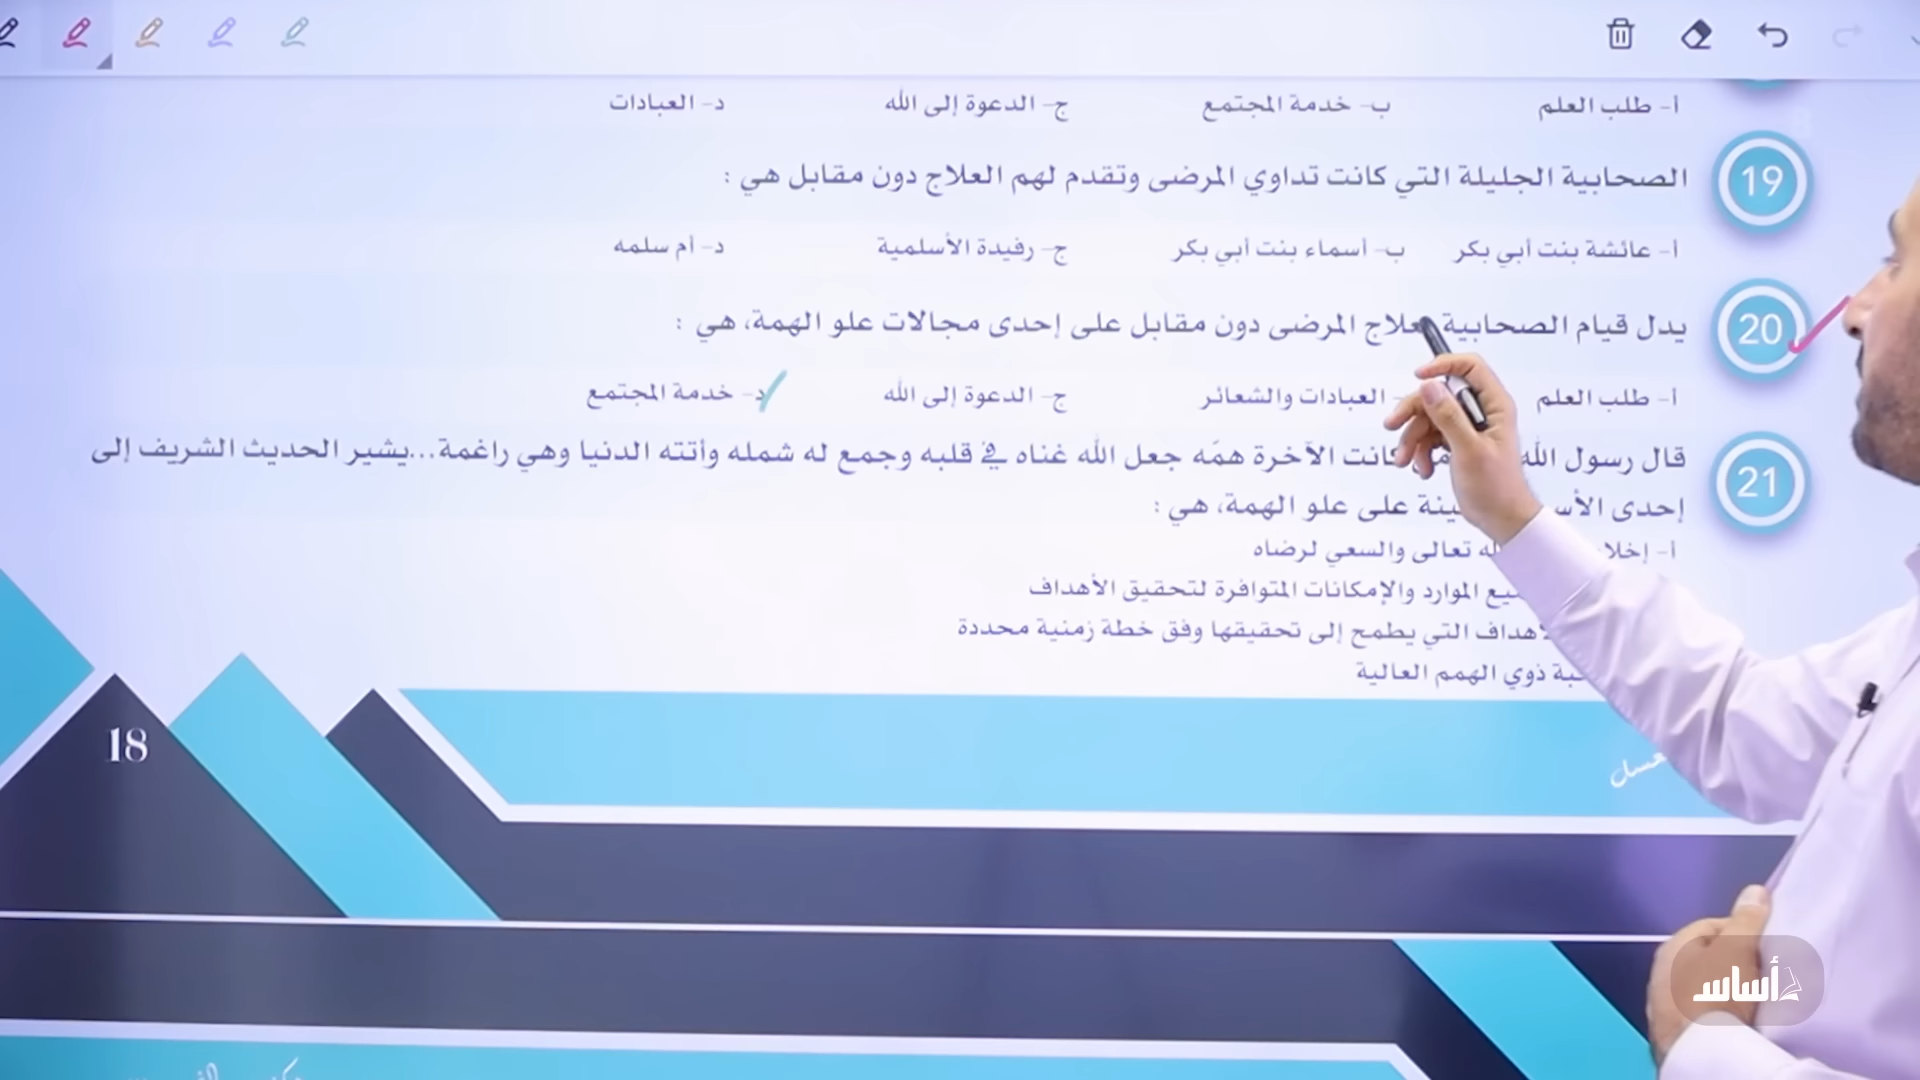 أ- طلب العلم ب- خدمة المجتمع ج- الدعوة إلى الله د- العبادات
19 الصحابية الجليلة التي كانت تداوي المرضى وتقدم لهم العلاج دون مقابل هي :
أ- عائشة بنت أبي بكر ب- أسماء بنت أبي بكر ج- رفيدة الأسلمية د- أم سلمه
20 يدل قيام الصحابية بعلاج المرضى دون مقابل على إحدى مجالات علو الهمة، هي :
أ- طلب العلم - العبادات والشعائر ج- الدعوة إلى الله د- خدمة المجتمع
21 قال رسول الله كانت الآخرة همّه جعل الله غناه في قلبه وجمع له شمله وأتته الدنيا وهي راغمة...يشير الحديث الشريف إلى
إحدى على علو الهمة، هي :
أ- تعالى والسعي لرضاه
الموارد والإمكانات المتوافرة لتحقيق الأهداف
التي يطمح إلى تحقيقها وفق خطة زمنية محددة
ذوي الهمم العالية
18
أساس